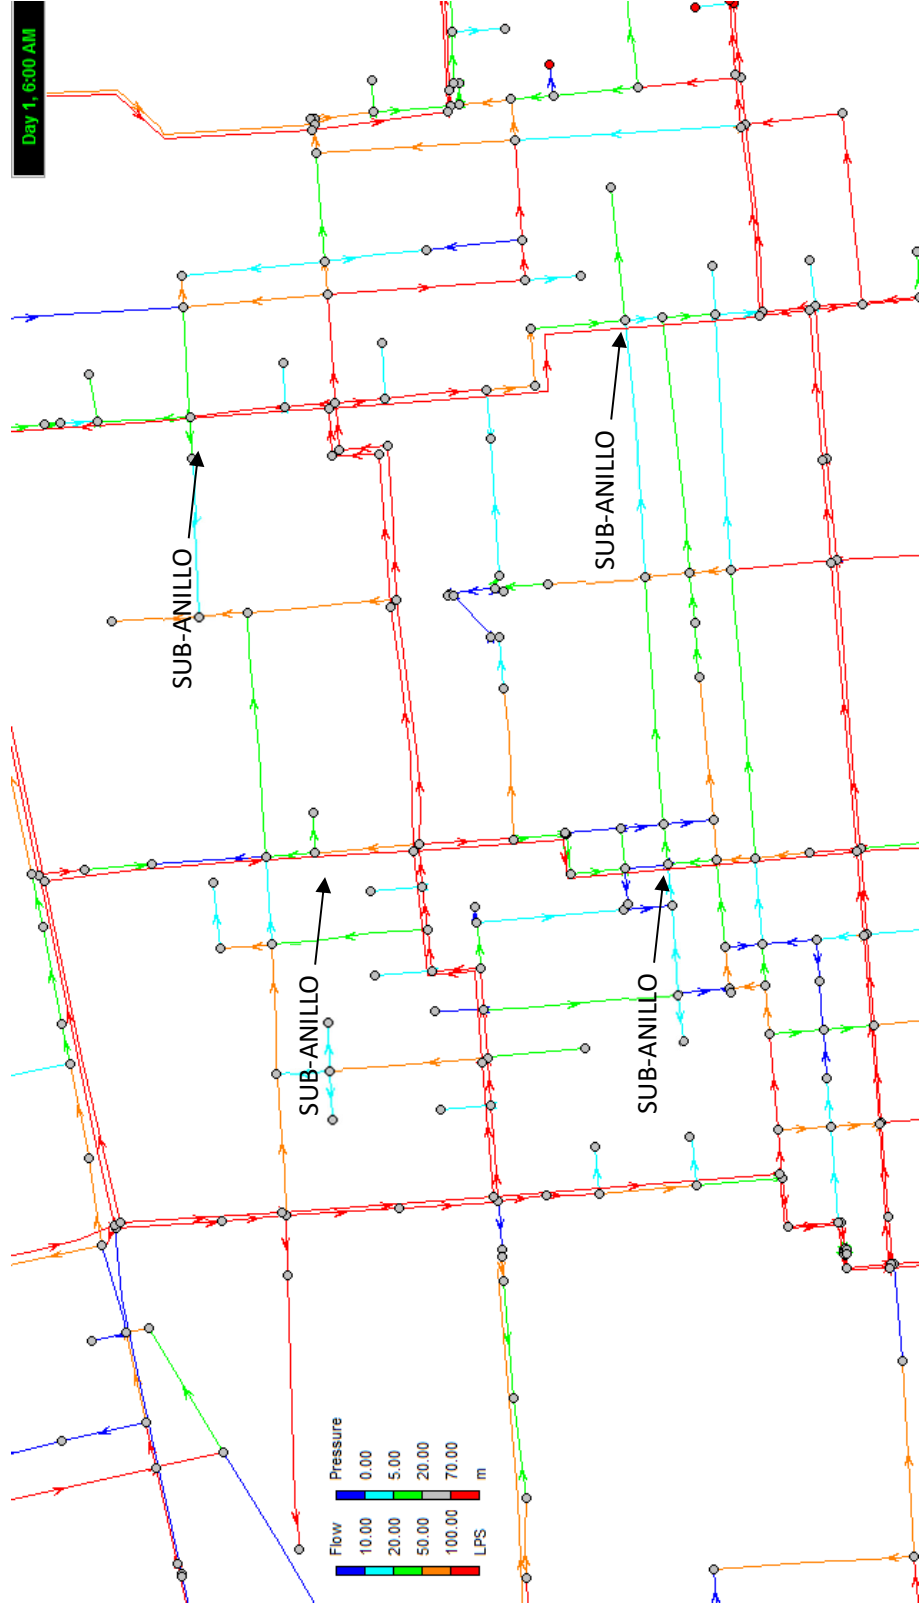 Day 1, 6:00 AM
SUB-ANILLO
SUB-ANILLO
SUB-ANILLO
SUB-ANILLO
Flow
10.00
20.00
50.00
100.00
LPS
Pressure
0.00
5.00
20.00
70.00
m